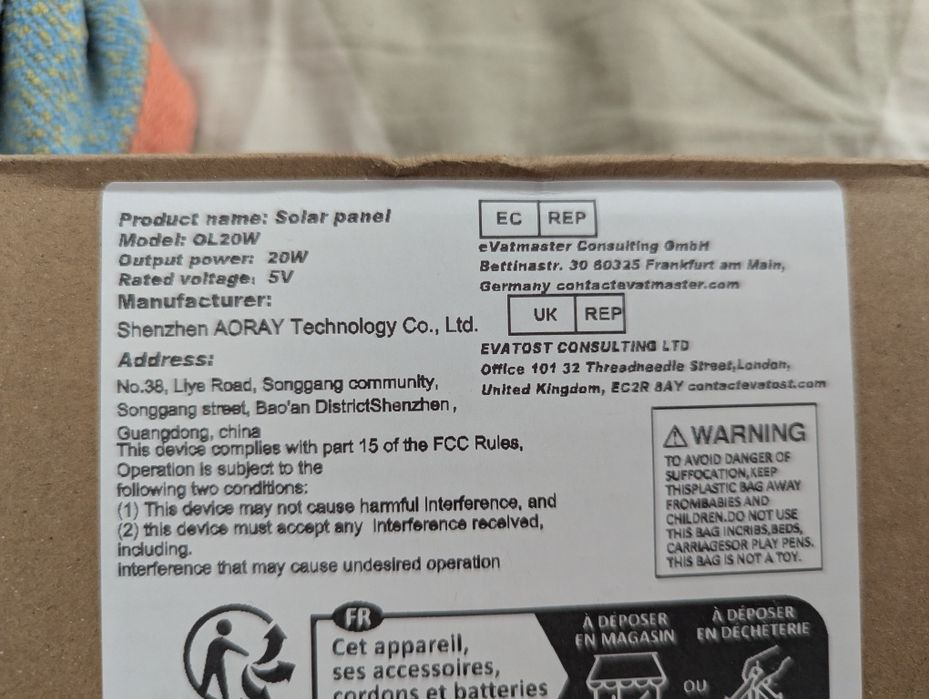 Product name: Solar panel
Model: OL20W
Output power: 20W
Rated voltage: 5V
Manufacturer:
Shenzhen AORAY Technology Co., Ltd.
Address:
No.38, Liye Road, Songgang community,
Songgang street, Bao'an DistrictShenzhen,
Guangdong, china
This device complies with part 15 of the FCC Rules,
Operation is subject to the
following two conditions:
(1) This device may not cause harmful Interference, and
(2) this device must accept any Interference received,
including.
interference that may cause undesired operation
EC REP
eVatmaster Consulting GmbH
Bettinastr. 30 60325 Frankfurt am Main,
Germany contactevatmaster.com
UK REP
EVATOST CONSULTING LTD
Office 101 32 Threadneedle Street,London,
United Kingdom, EC2R 8AY contactevatost.com
WARNING
TO AVOID DANGER OF
SUFFOCATION,KEEP
THISPLASTIC BAG AWAY
FROMBABIES AND
CHILDREN.DO NOT USE
THIS BAG INCRIBS,BEDS,
CARRIAGESOR PLAY PENS.
THIS BAG IS NOT A TOY.
FR
Cet appareil,
ses accessoires,
cordons et batteries
À DÉPOSER
EN MAGASIN
OU
À DÉPOSER
EN DÉCHÈTERIE